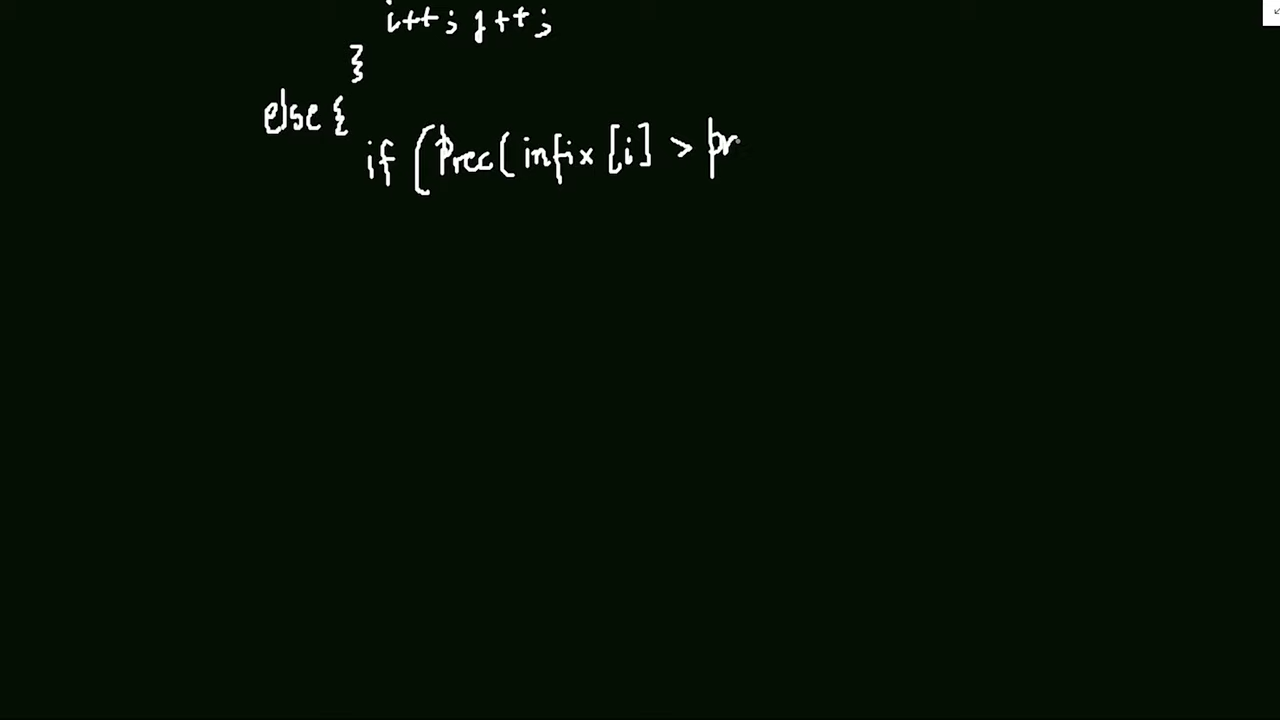 i++; j++;
}
else {
if (Prec(infix[i] > pr